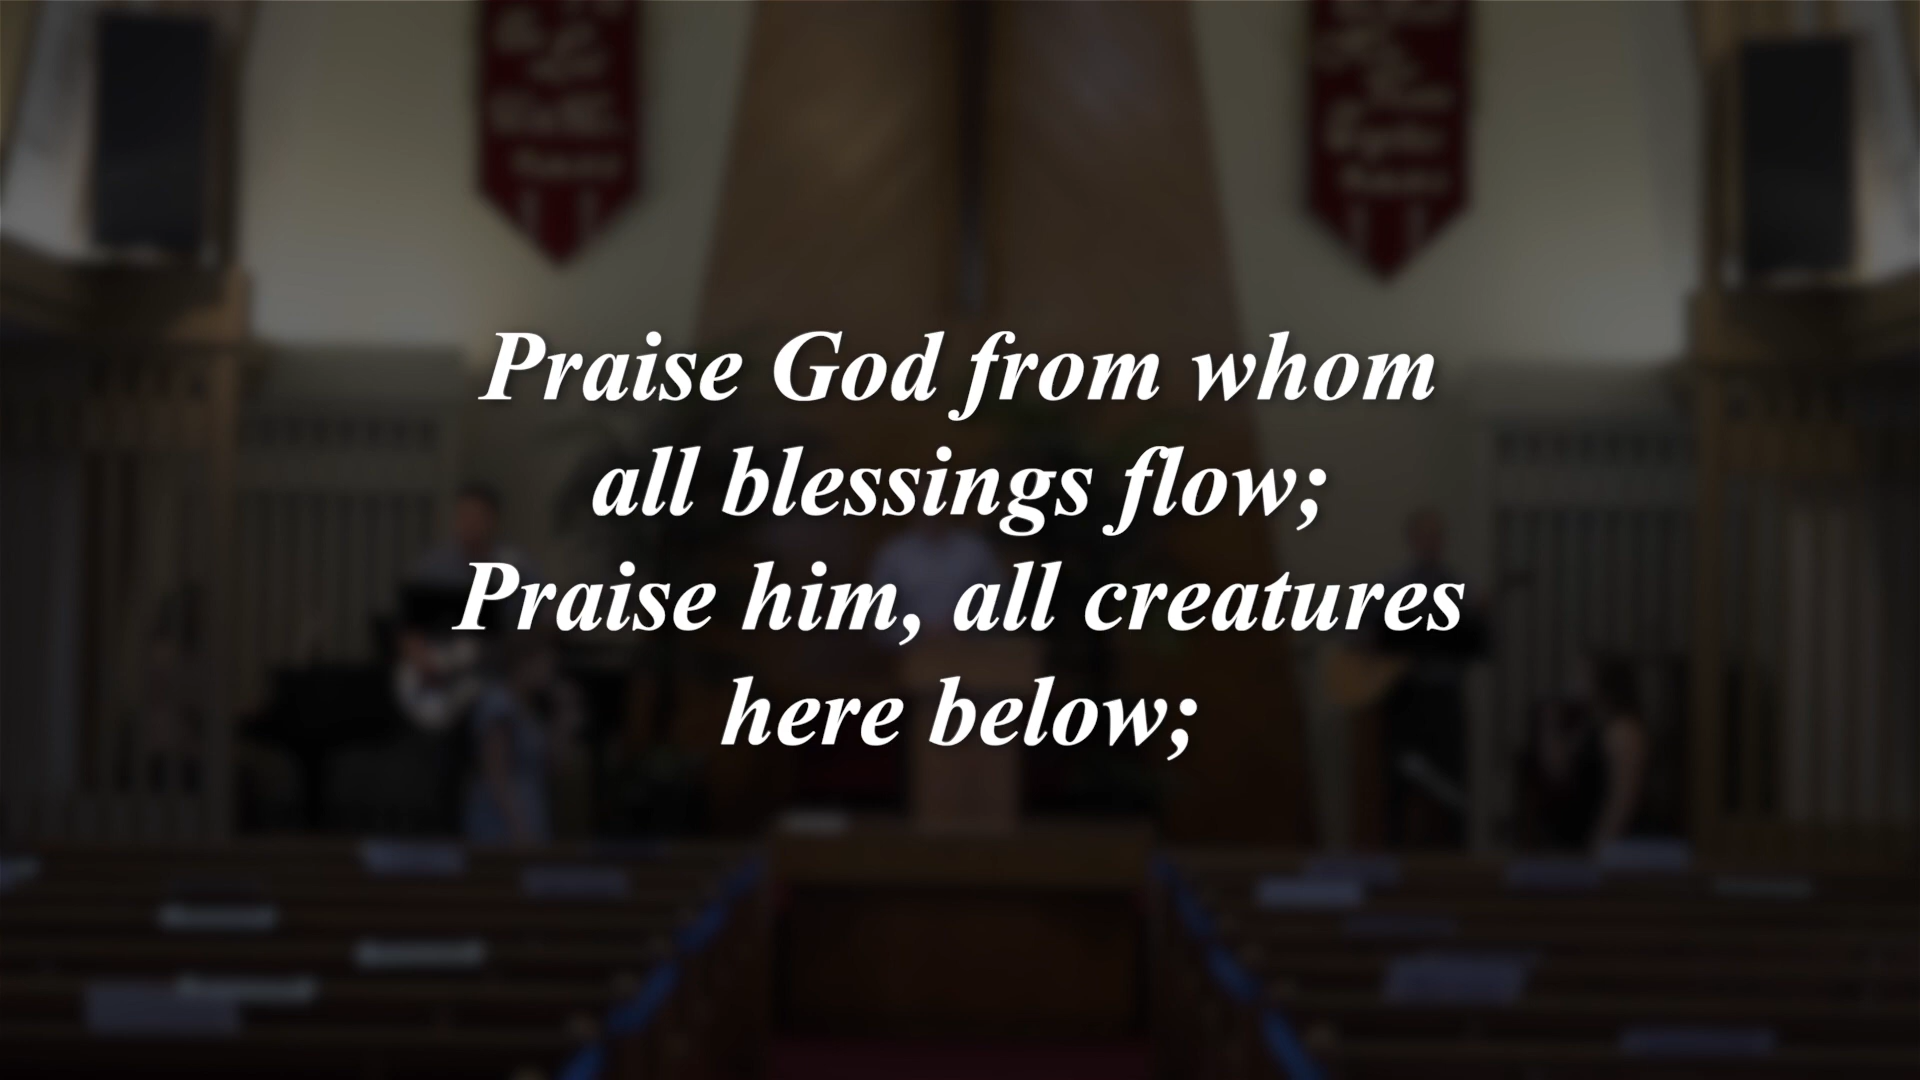 Praise God from whom
all blessings flow;
Praise him, all creatures
here below;